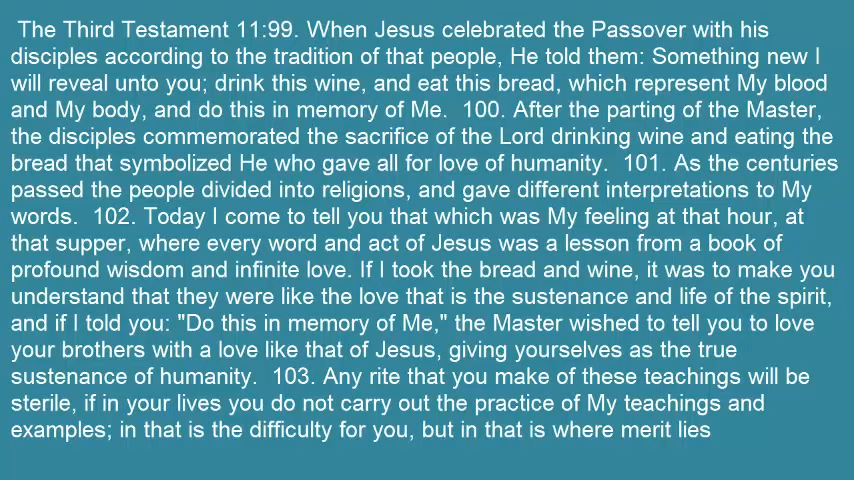 The Third Testament 11:99. When Jesus celebrated the Passover with his
disciples according to the tradition of that people, He told them: Something new I
will reveal unto you; drink this wine, and eat this bread, which represent My blood
and My body, and do this in memory of Me.  100. After the parting of the Master,
the disciples commemorated the sacrifice of the Lord drinking wine and eating the
bread that symbolized He who gave all for love of humanity.  101. As the centuries
passed the people divided into religions, and gave different interpretations to My
words.  102. Today I come to tell you that which was My feeling at that hour, at
that supper, where every word and act of Jesus was a lesson from a book of
profound wisdom and infinite love. If I took the bread and wine, it was to make you
understand that they were like the love that is the sustenance and life of the spirit,
and if I told you: "Do this in memory of Me," the Master wished to tell you to love
your brothers with a love like that of Jesus, giving yourselves as the true
sustenance of humanity.  103. Any rite that you make of these teachings will be
sterile, if in your lives you do not carry out the practice of My teachings and
examples; in that is the difficulty for you, but in that is where merit lies